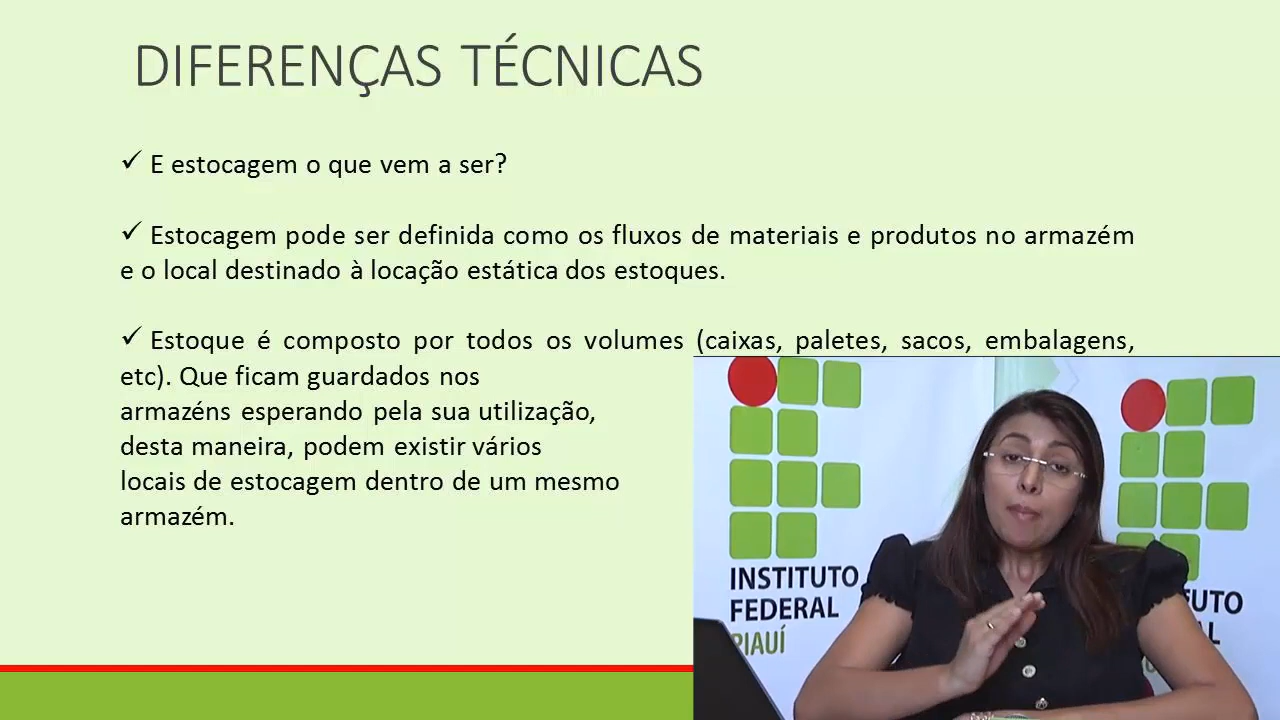 DIFERENÇAS TÉCNICAS
✓ E estocagem o que vem a ser?
✓ Estocagem pode ser definida como os fluxos de materiais e produtos no armazém
e o local destinado à locação estática dos estoques.
✓ Estoque é composto por todos os volumes (caixas, paletes, sacos, embalagens,
etc). Que ficam guardados nos
armazéns esperando pela sua utilização,
desta maneira, podem existir vários
locais de estocagem dentro de um mesmo
armazém.
INSTITUTO
FEDERAL
PIAUÍ